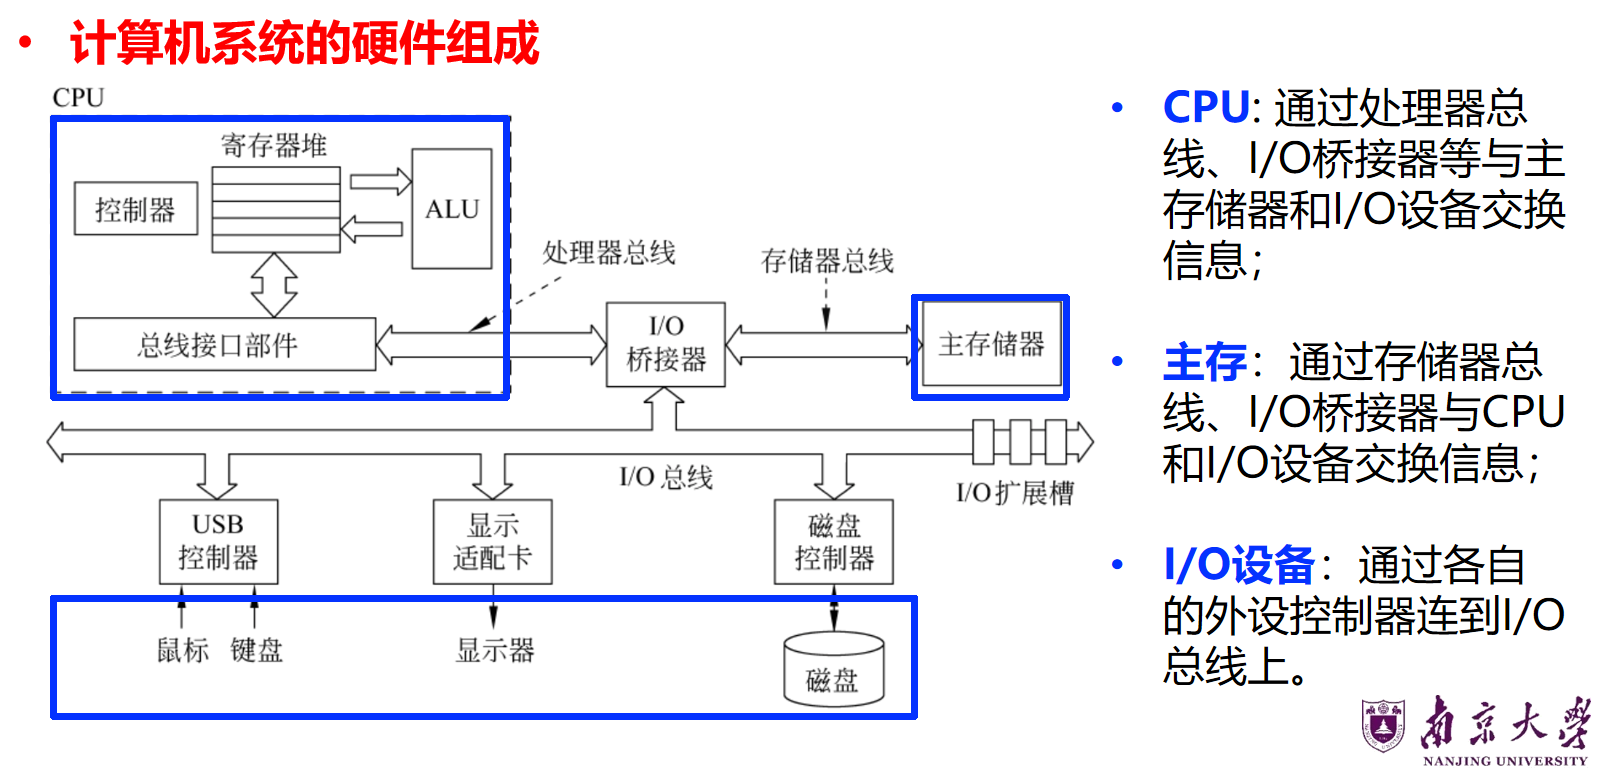 • 计算机系统的硬件组成
CPU
寄存器堆
控制器
ALU
总线接口部件
处理器总线
I/O
桥接器
存储器总线
主存储器
I/O 总线
I/O 扩展槽
USB
控制器
显示
适配卡
磁盘
控制器
鼠标
键盘
显示器
磁盘
• CPU: 通过处理器总
线、I/O桥接器等与主
存储器和I/O设备交换
信息；
• 主存：通过存储器总
线、I/O桥接器与CPU
和I/O设备交换信息；
• I/O设备：通过各自
的外设控制器连到I/O
总线上。
南京大学
NANJING UNIVERSITY